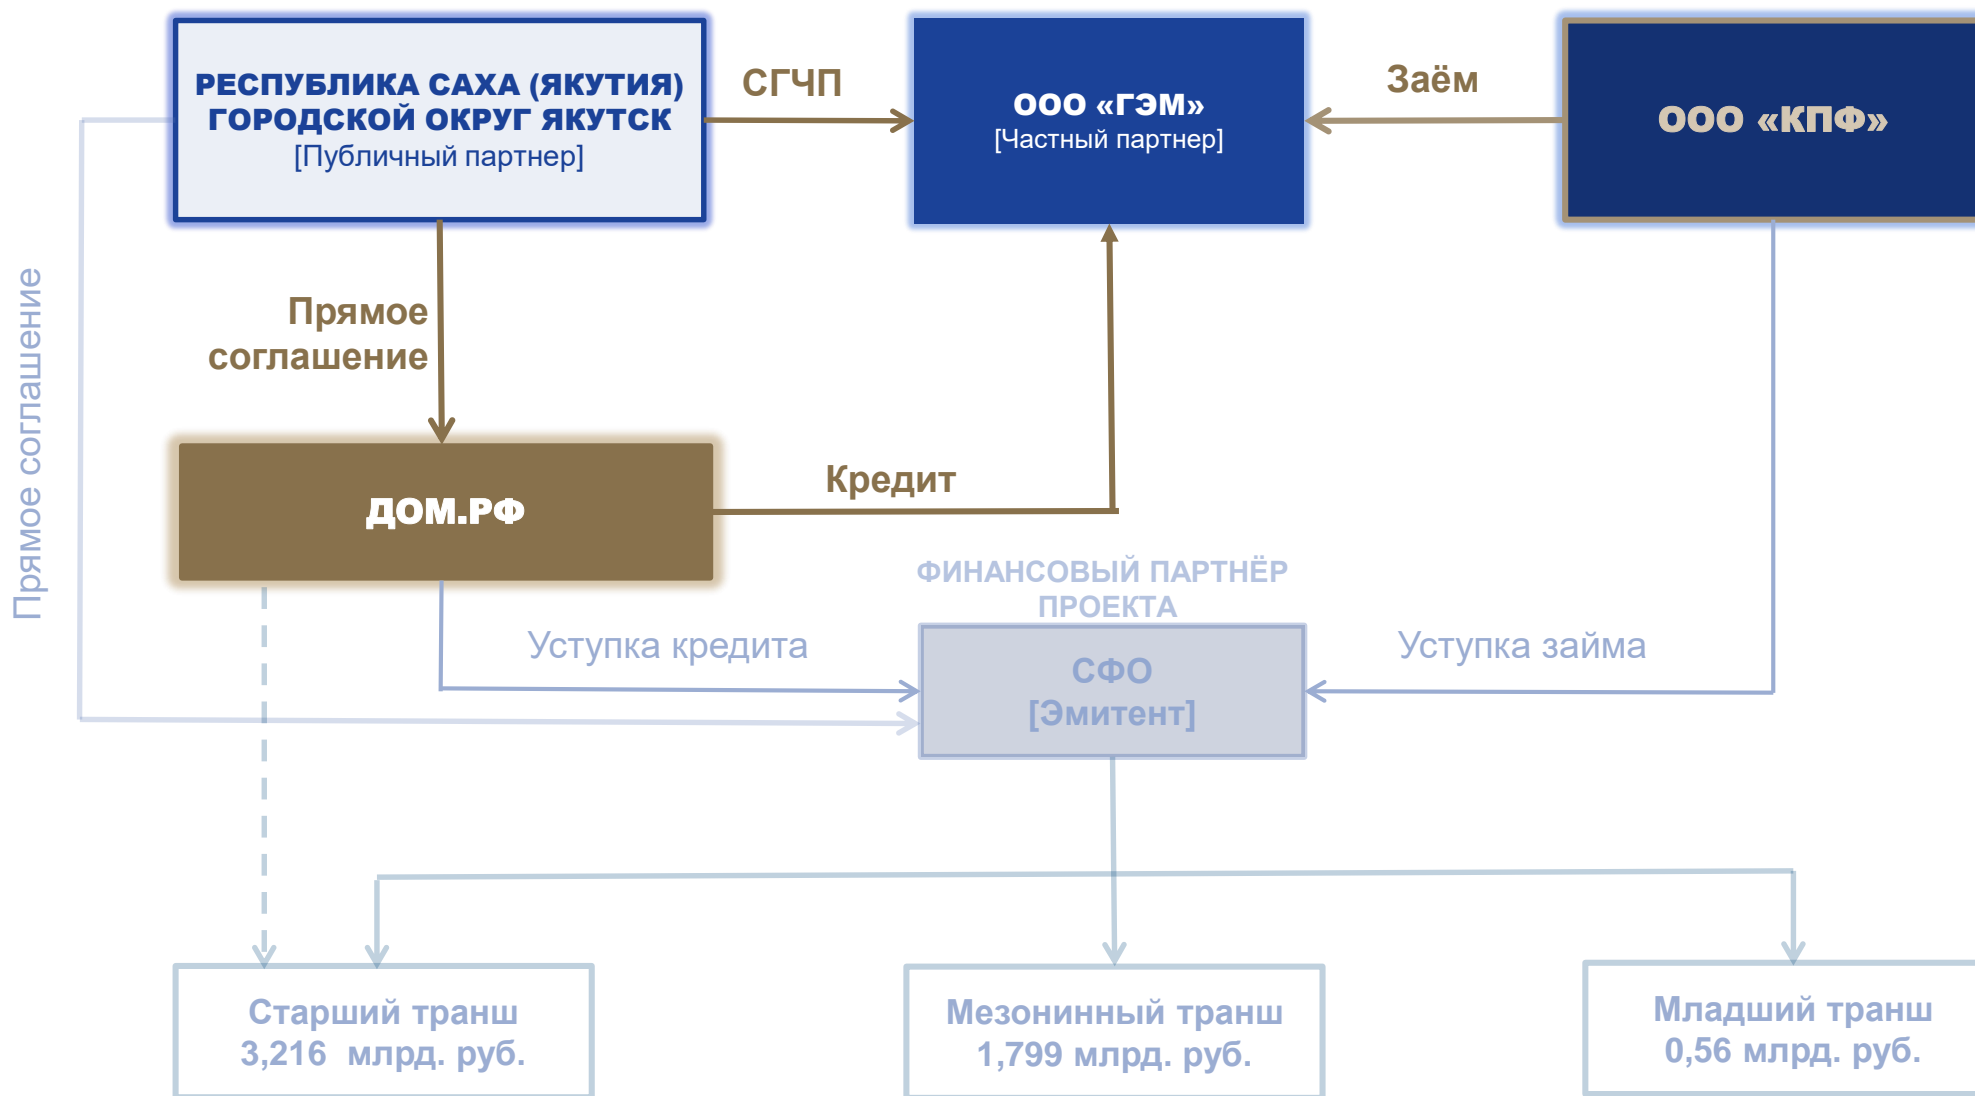 РЕСПУБЛИКА САХА (ЯКУТИЯ)
ГОРОДСКОЙ ОКРУГ ЯКУТСК
[Публичный партнер]
СГЧП
ООО «ГЭМ»
[Частный партнер]
Заём
ООО «КПФ»
Прямое соглашение
Прямое
соглашение
ДОМ.РФ
Кредит
ФИНАНСОВЫЙ ПАРТНЁР
ПРОЕКТА
Уступка кредита
СФО
[Эмитент]
Уступка займа
Старший транш
3,216 млрд. руб.
Мезонинный транш
1,799 млрд. руб.
Младший транш
0,56 млрд. руб.